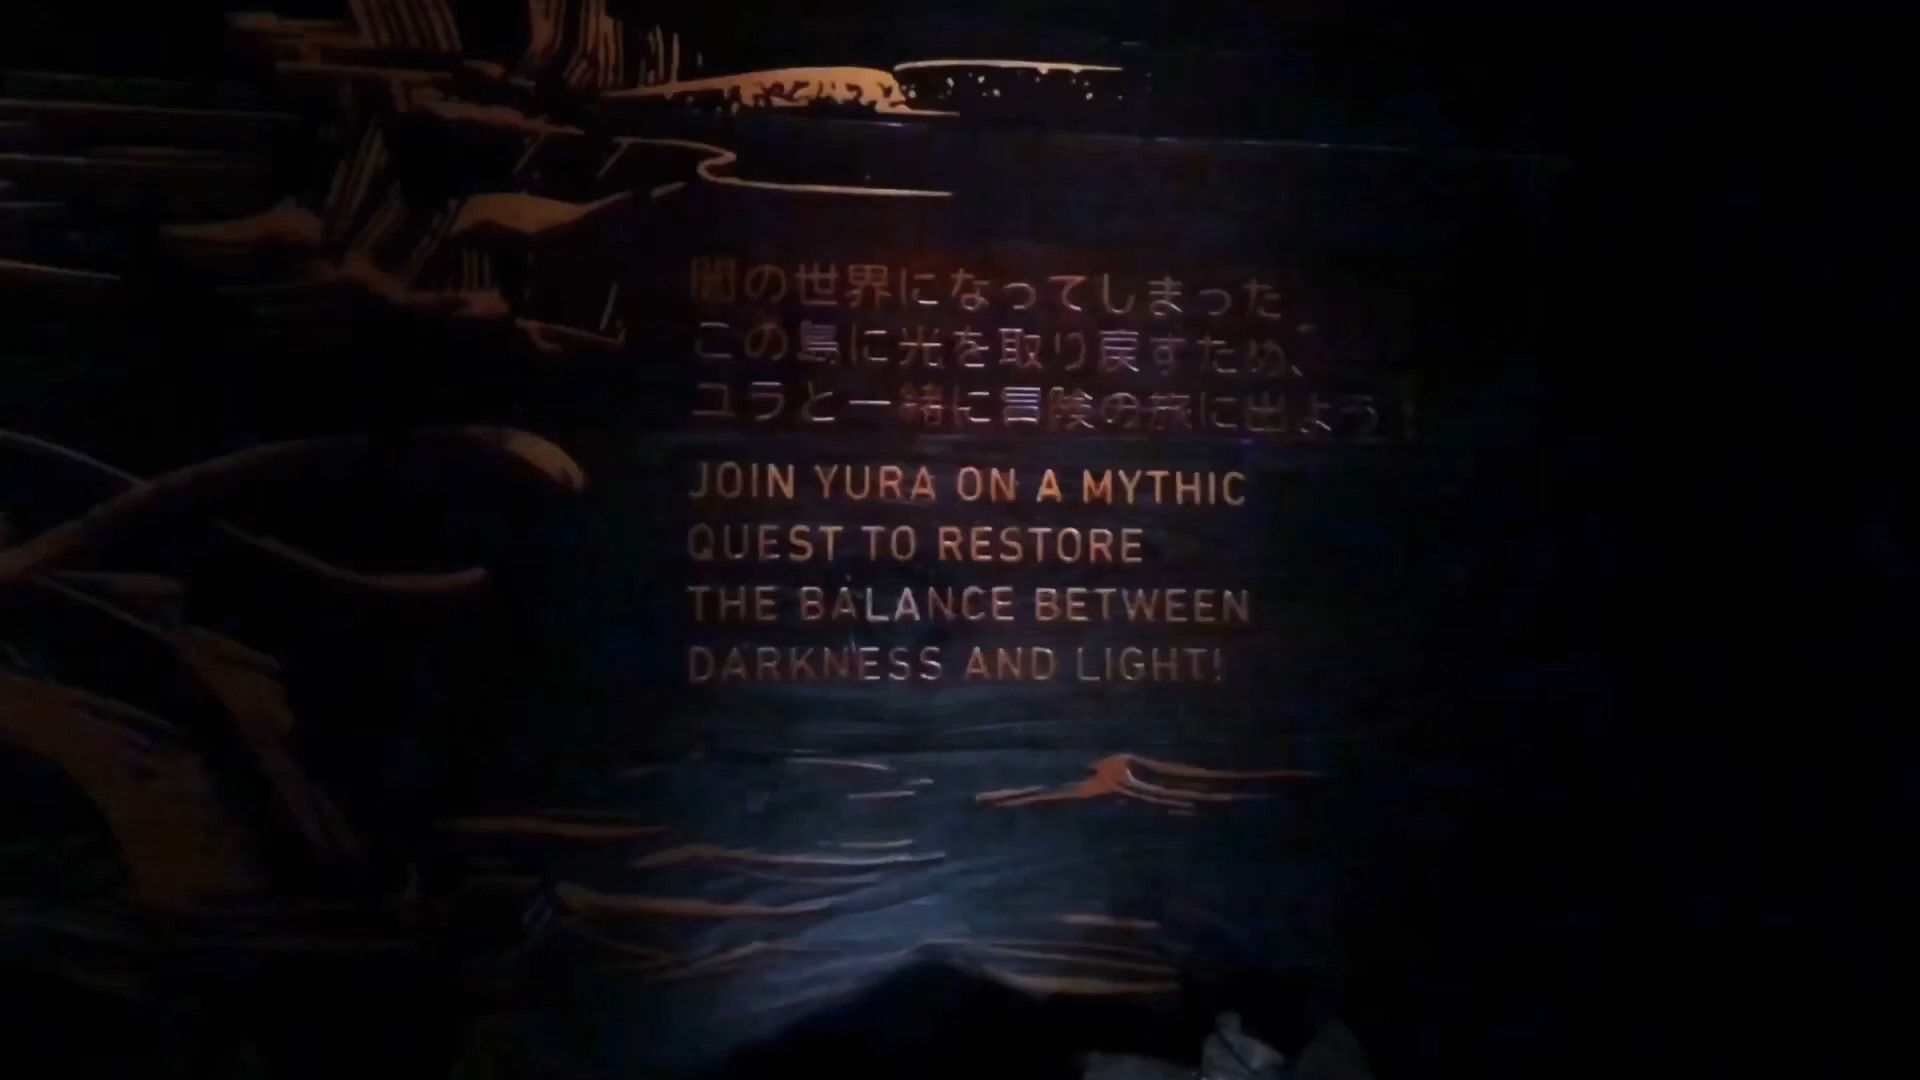 闇の世界になってしまった
この島に光を取り戻すため、
ユラと一緒に冒険の旅に出よう！
JOIN YURA ON A MYTHIC
QUEST TO RESTORE
THE BALANCE BETWEEN
DARKNESS AND LIGHT!